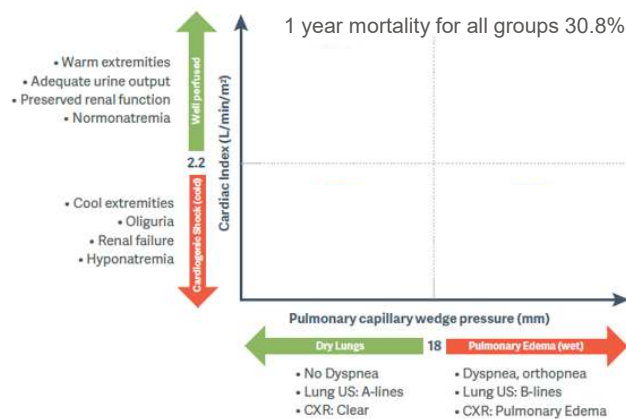 1 year mortality for all groups 30.8%
Well perfused
• Warm extremities
• Adequate urine output
• Preserved renal function
• Normonatremia
2.2
Cardiogenic Shock (cold)
• Cool extremities
• Oliguria
• Renal failure
• Hyponatremia
Cardiac Index (L/min/m²)
Pulmonary capillary wedge pressure (mm)
Dry Lungs
18
Pulmonary Edema (wet)
• No Dyspnea
• Lung US: A-lines
• CXR: Clear
• Dyspnea, orthopnea
• Lung US: B-lines
• CXR: Pulmonary Edema